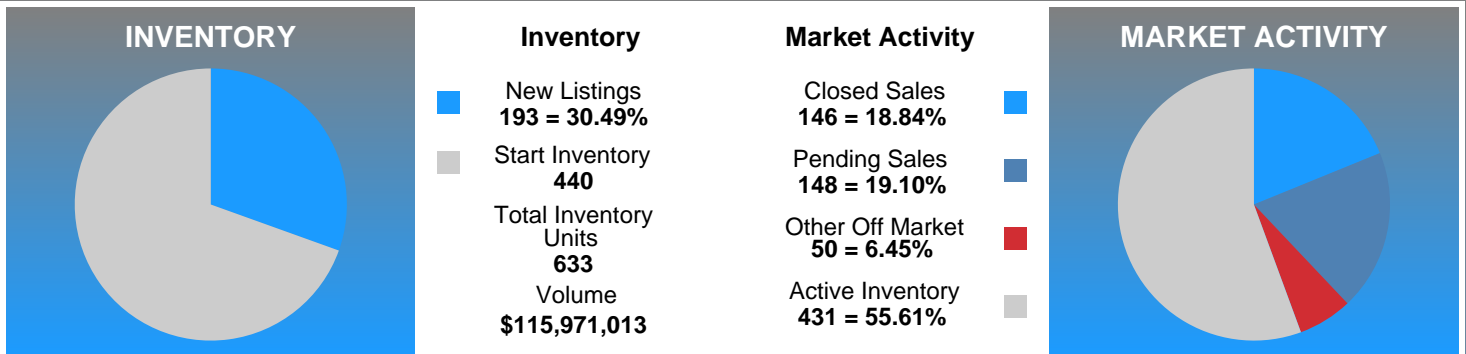 INVENTORY
Inventory
New Listings
193 = 30.49%
Start Inventory
440
Total Inventory
Units
633
Volume
$115,971,013
Market Activity
Closed Sales
146 = 18.84%
Pending Sales
148 = 19.10%
Other Off Market
50 = 6.45%
Active Inventory
431 = 55.61%
MARKET ACTIVITY